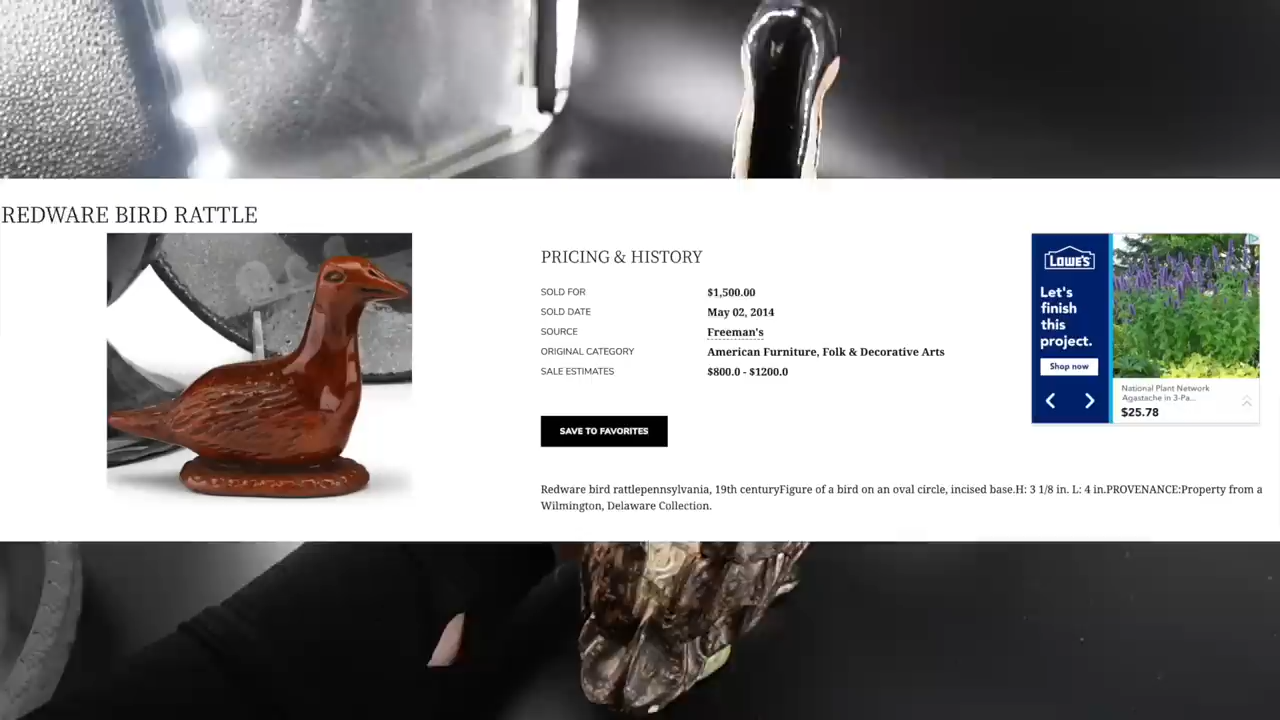 REDWARE BIRD RATTLE
PRICING & HISTORY
SOLD FOR $1,500.00
SOLD DATE May 02, 2014
SOURCE Freeman's
ORIGINAL CATEGORY American Furniture, Folk & Decorative Arts
SALE ESTIMATES $800.0 - $1200.0
SAVE TO FAVORITES
Redware bird rattlepennsylvania, 19th centuryFigure of a bird on an oval circle, incised base.H: 3 1/8 in. L: 4 in.PROVENANCE:Property from a
Wilmington, Delaware Collection.
LOWE'S
Let's
finish
this
project.
Shop now
National Plant Network
Agastache in 3-Pa...
$25.78